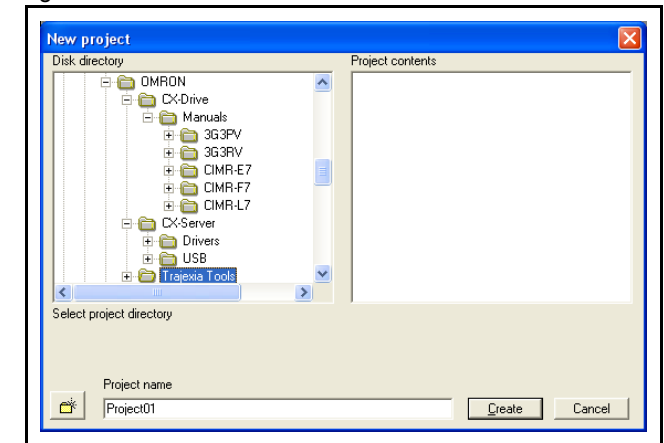 New project
Disk directory
Project contents
OMRON
CX-Drive
Manuals
3G3PV
3G3RV
CIMR-E7
CIMR-F7
CIMR-L7
CX-Server
Drivers
USB
Trajexia Tools
Select project directory
Project name
Project01
Create
Cancel